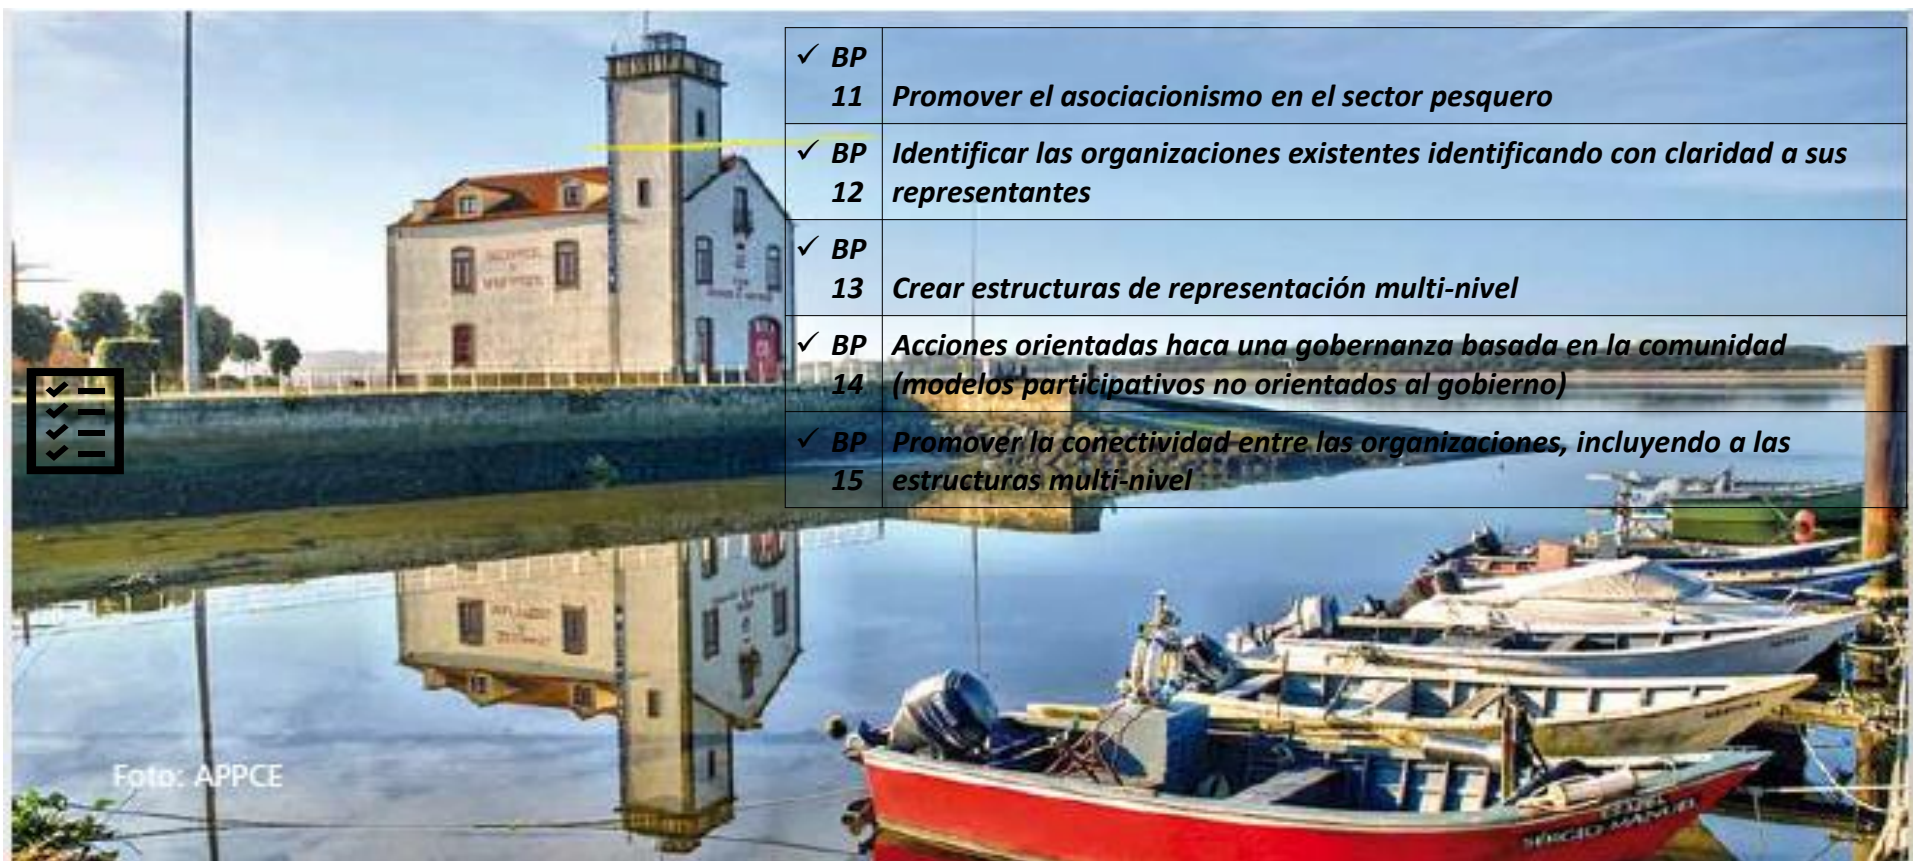 ✓ BP
11 Promover el asociacionismo en el sector pesquero
✓ BP Identificar las organizaciones existentes identificando con claridad a sus
12 representantes
✓ BP
13 Crear estructuras de representación multi-nivel
✓ BP Acciones orientadas haca una gobernanza basada en la comunidad
14 (modelos participativos no orientados al gobierno)
✓ BP Promover la conectividad entre las organizaciones, incluyendo a las
15 estructuras multi-nivel
Foto: APPCE
SÉRGIO MANUEL